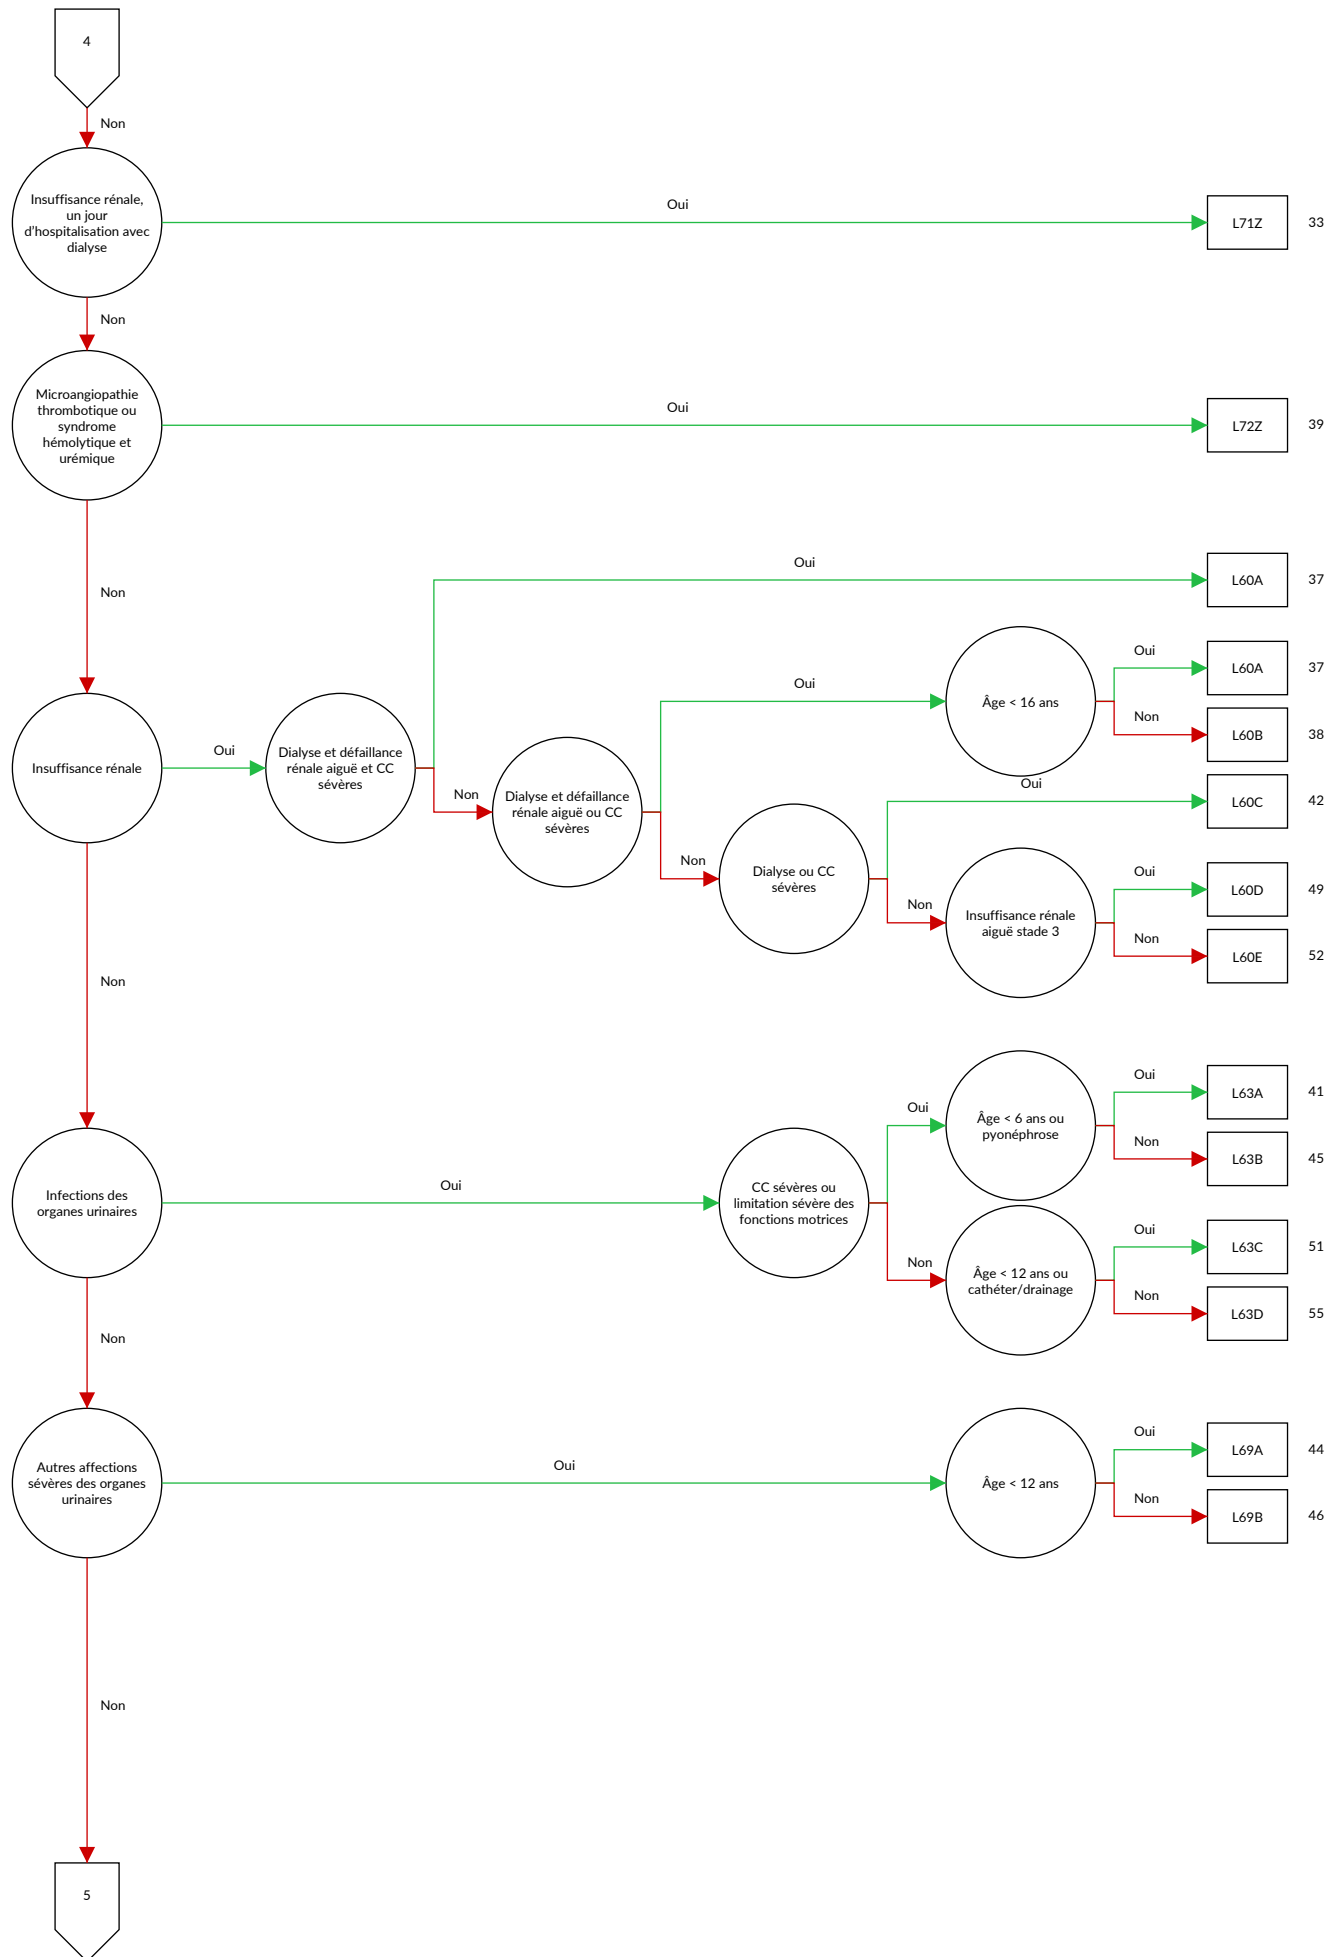 4
Non
Insuffisance rénale,
un jour
d'hospitalisation avec
dialyse
Oui
L71Z
33
Non
Microangiopathie
thrombotique ou
syndrome
hémolytique et
urémique
Oui
L72Z
39
Non
Insuffisance rénale
Oui
Dialyse et défaillance
rénale aiguë et CC
sévères
Oui
L60A
37
Non
Dialyse et défaillance
rénale aiguë ou CC
sévères
Oui
Âge < 16 ans
Oui
L60A
37
Non
L60B
38
Non
Dialyse ou CC
sévères
Oui
L60C
42
Non
Insuffisance rénale
aiguë stade 3
Oui
L60D
49
Non
L60E
52
Non
Infections des
organes urinaires
Oui
CC sévères ou
limitation sévère des
fonctions motrices
Oui
Âge < 6 ans ou
pyonéphrose
Oui
L63A
41
Non
L63B
45
Non
Âge < 12 ans ou
cathéter/drainage
Oui
L63C
51
Non
L63D
55
Non
Autres affections
sévères des organes
urinaires
Oui
Âge < 12 ans
Oui
L69A
44
Non
L69B
46
Non
5